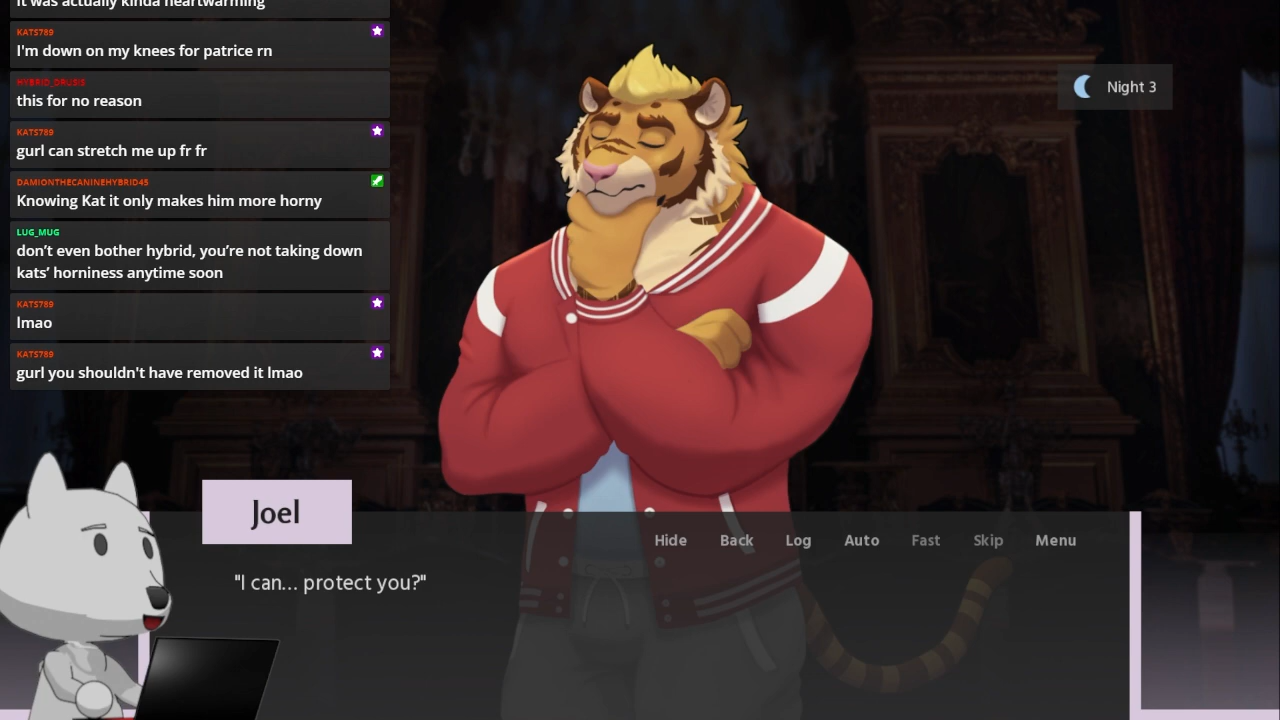 it was actually kinda heartwarming
KATS789
I'm down on my knees for patrice rn
HYBRID_DRUSIS
this for no reason
KATS789
gurl can stretch me up fr fr
DAMIONTHECANINEHYBRID45
Knowing Kat it only makes him more horny
LUG_MUG
don’t even bother hybrid, you’re not taking down
kats’ horniness anytime soon
KATS789
lmao
KATS789
gurl you shouldn't have removed it lmao
Night 3
Joel
Hide Back Log Auto Fast Skip Menu
"I can... protect you?"